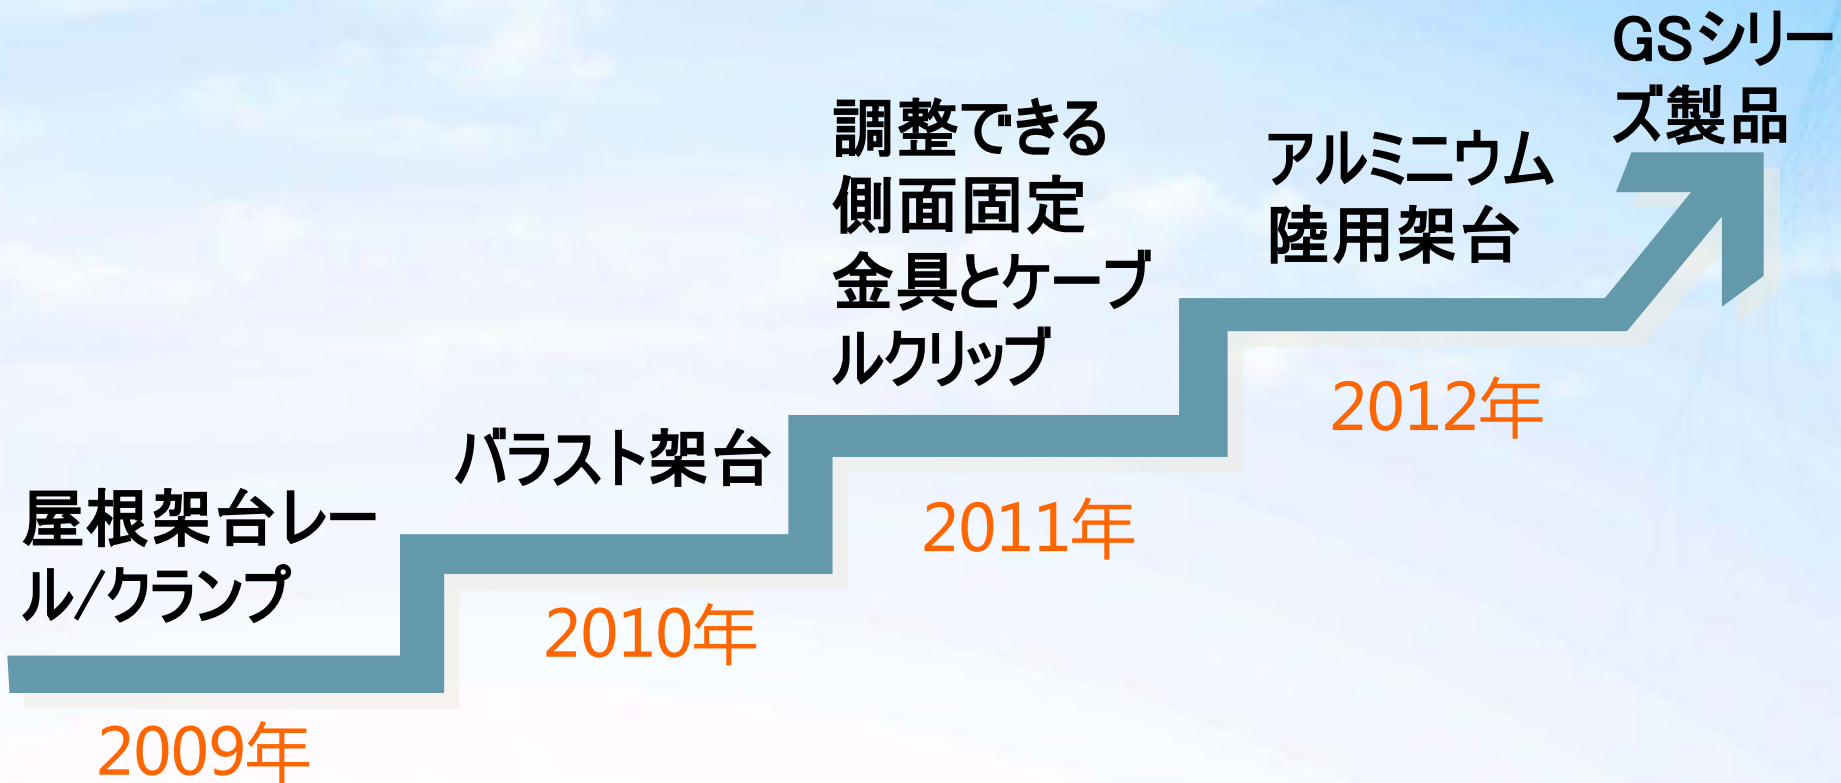 屋根架台レー
ル/クランプ
2009年
バラスト架台
2010年
調整できる
側面固定
金具とケーブ
ルクリップ
2011年
アルミニウム
陸用架台
2012年
GSシリー
ズ製品